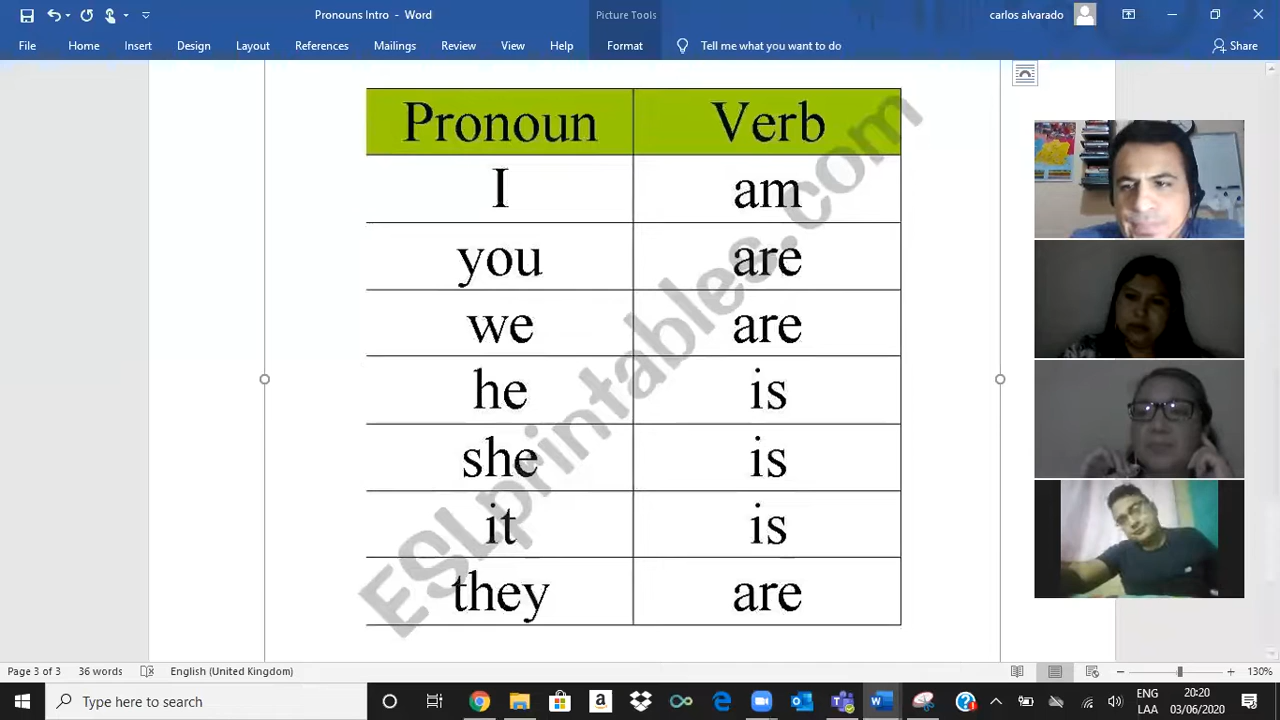 Pronouns Intro - Word
Picture Tools
carlos alvarado
File Home Insert Design Layout References Mailings Review View Help Format Tell me what you want to do Share
Pronoun Verb
I am
you are
we are
he is
she is
it is
they are
ESLprintables.com
Page 3 of 3 36 words English (United Kingdom) 130%
Type here to search
ENG 20:20
LAA 03/06/2020